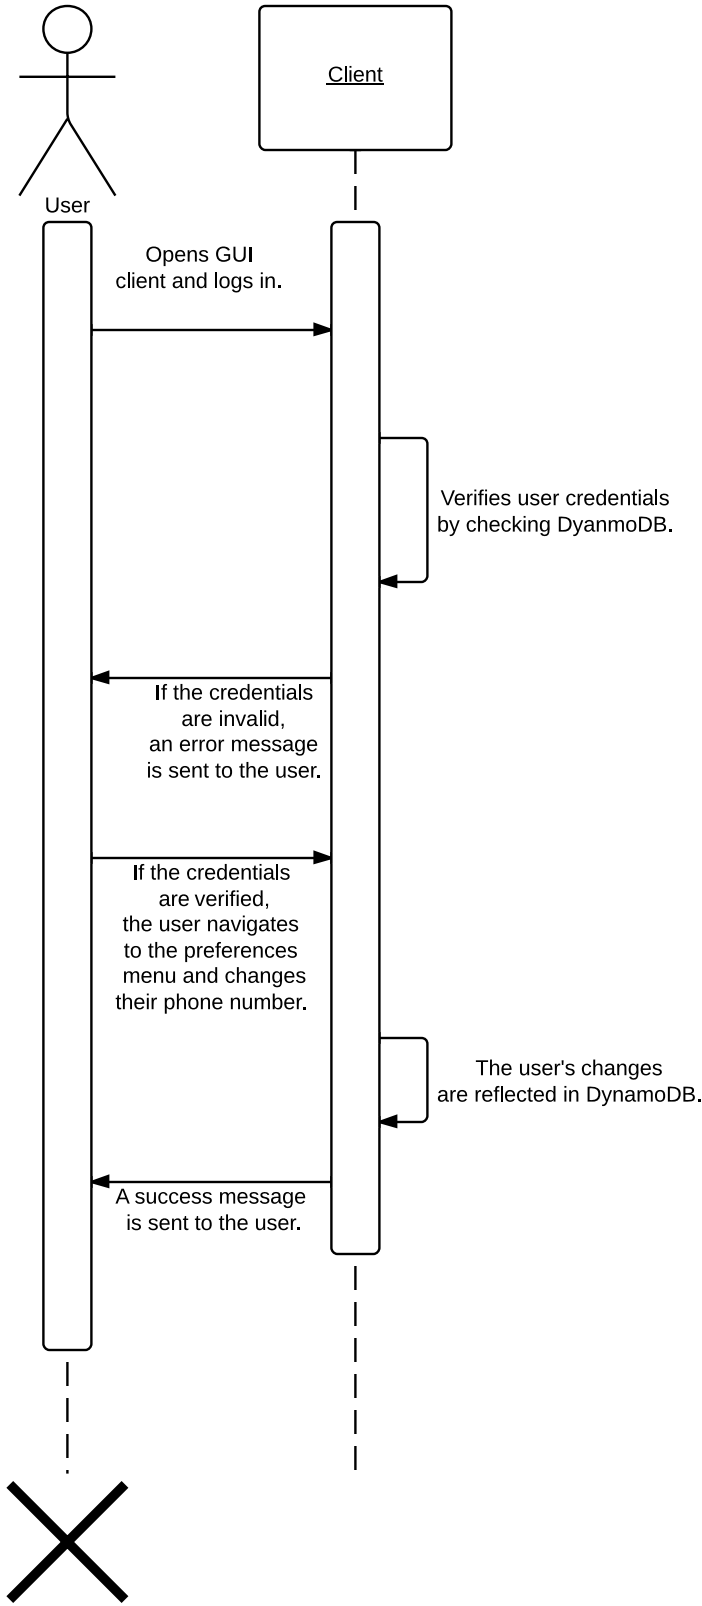 Client
User
Opens GUI
client and logs in.
Verifies user credentials
by checking DyanmoDB.
If the credentials
are invalid,
an error message
is sent to the user.
If the credentials
are verified,
the user navigates
to the preferences
menu and changes
their phone number.
The user's changes
are reflected in DynamoDB.
A success message
is sent to the user.